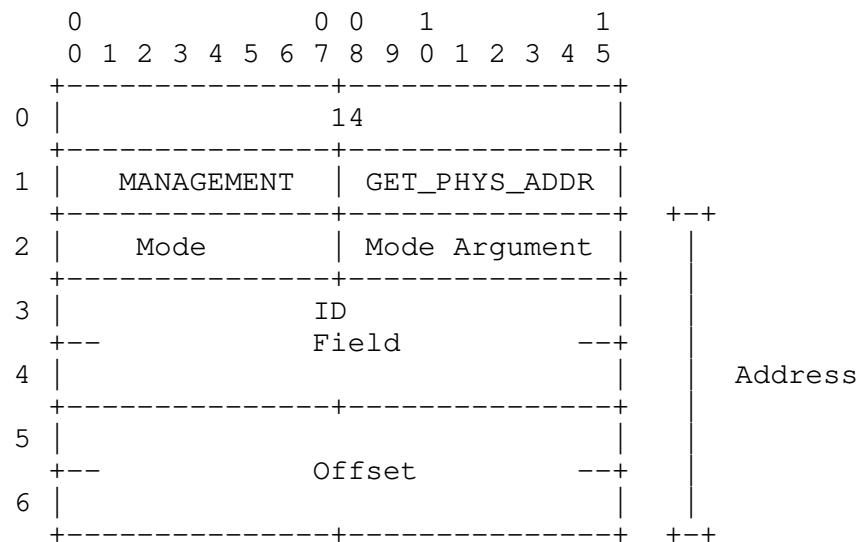 0 0 0 1 1
0 1 2 3 4 5 6 7 8 9 0 1 2 3 4 5
0 14
1 MANAGEMENT GET_PHYS_ADDR
2 Mode Mode Argument
3 ID
Field
4 Address
5
Offset
6